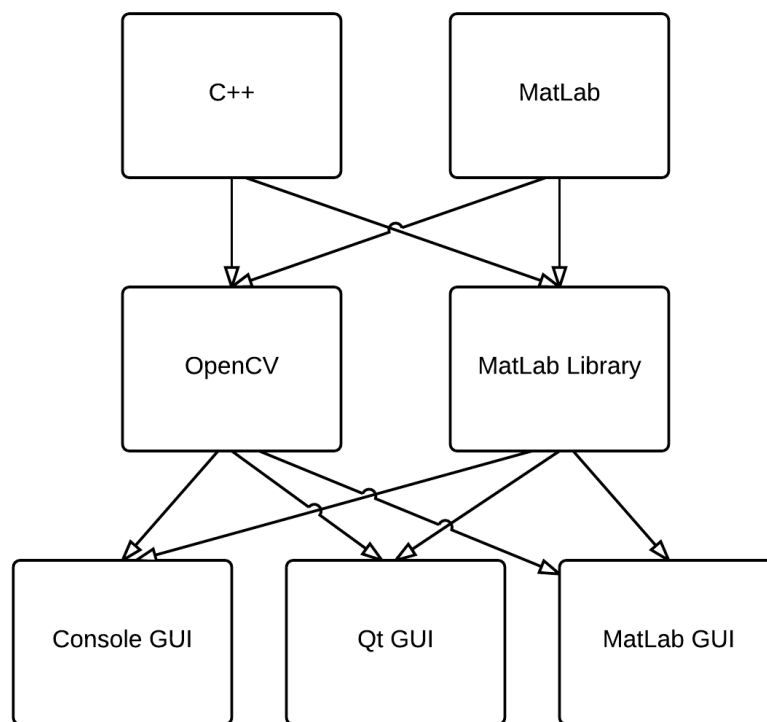 C++
MatLab
OpenCV
MatLab Library
Console GUI
Qt GUI
MatLab GUI